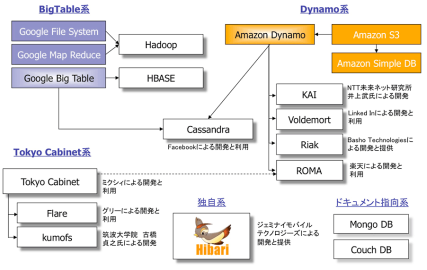 BigTable系
Google File System
Google Map Reduce
Google Big Table
Hadoop
HBASE
Dynamo系
Amazon Dynamo
Amazon S3
Amazon Simple DB
KAI
NTT未来ネット研究所
井上武氏による開発
Voldemort
Linked Inによる開発と
利用
Riak
Basho Technologiesに
よる開発と提供
ROMA
楽天による開発と
利用
Cassandra
Facebookによる開発と利用
Tokyo Cabinet系
Tokyo Cabinet
ミクシィによる開発と
利用
Flare
グリーによる開発と
利用
kumofs
筑波大学院 古橋
貞之氏による開発
独自系
Hibari
ジェミナイモバイル
テクノロジーズによる
開発と提供
ドキュメント指向系
Mongo DB
Couch DB